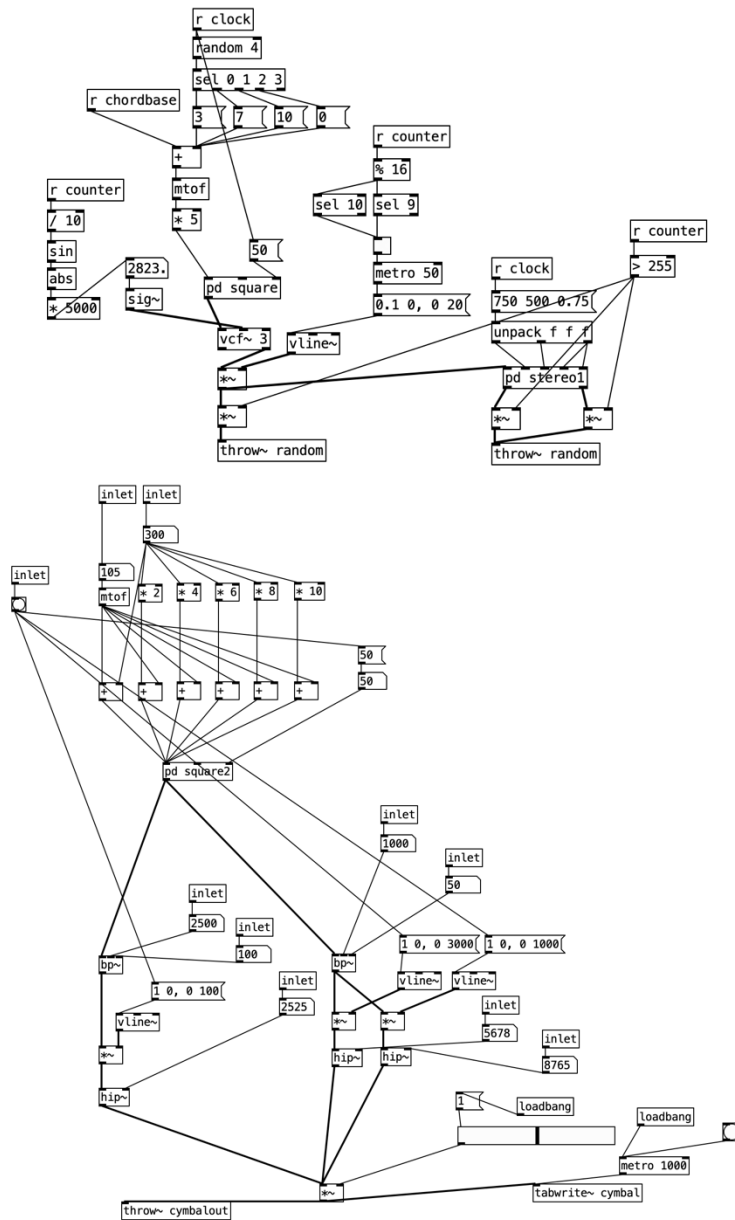 r clock
random 4
sel 0 1 2 3
r chordbase
3 7 10 0
r counter
+
% 16
mtof
r counter
sel 10 sel 9
* 5
/ 10
r counter
sin
50
r clock
> 255
abs
2823.
pd square
metro 50
* 5000
sig~
0.1 0, 0 20
750 500 0.75
vcf~ 3
vline~
unpack f f f
*~
pd stereo1
*~
*~ *~
throw~ random
throw~ random
inlet inlet
300
inlet
105
mtof
* 2 * 4 * 6 * 8 * 10
50
50
+ + + + + +
pd square2
inlet
1000
inlet
50
inlet
2500
inlet
100
1 0, 0 3000 1 0, 0 1000
bp~
bp~
vline~ vline~
1 0, 0 100
inlet
2525
vline~
inlet
5678
*~ *~
inlet
8765
*~
hip~ hip~
hip~
1
loadbang
loadbang
metro 1000
*~
tabwrite~ cymbal
throw~ cymbalout